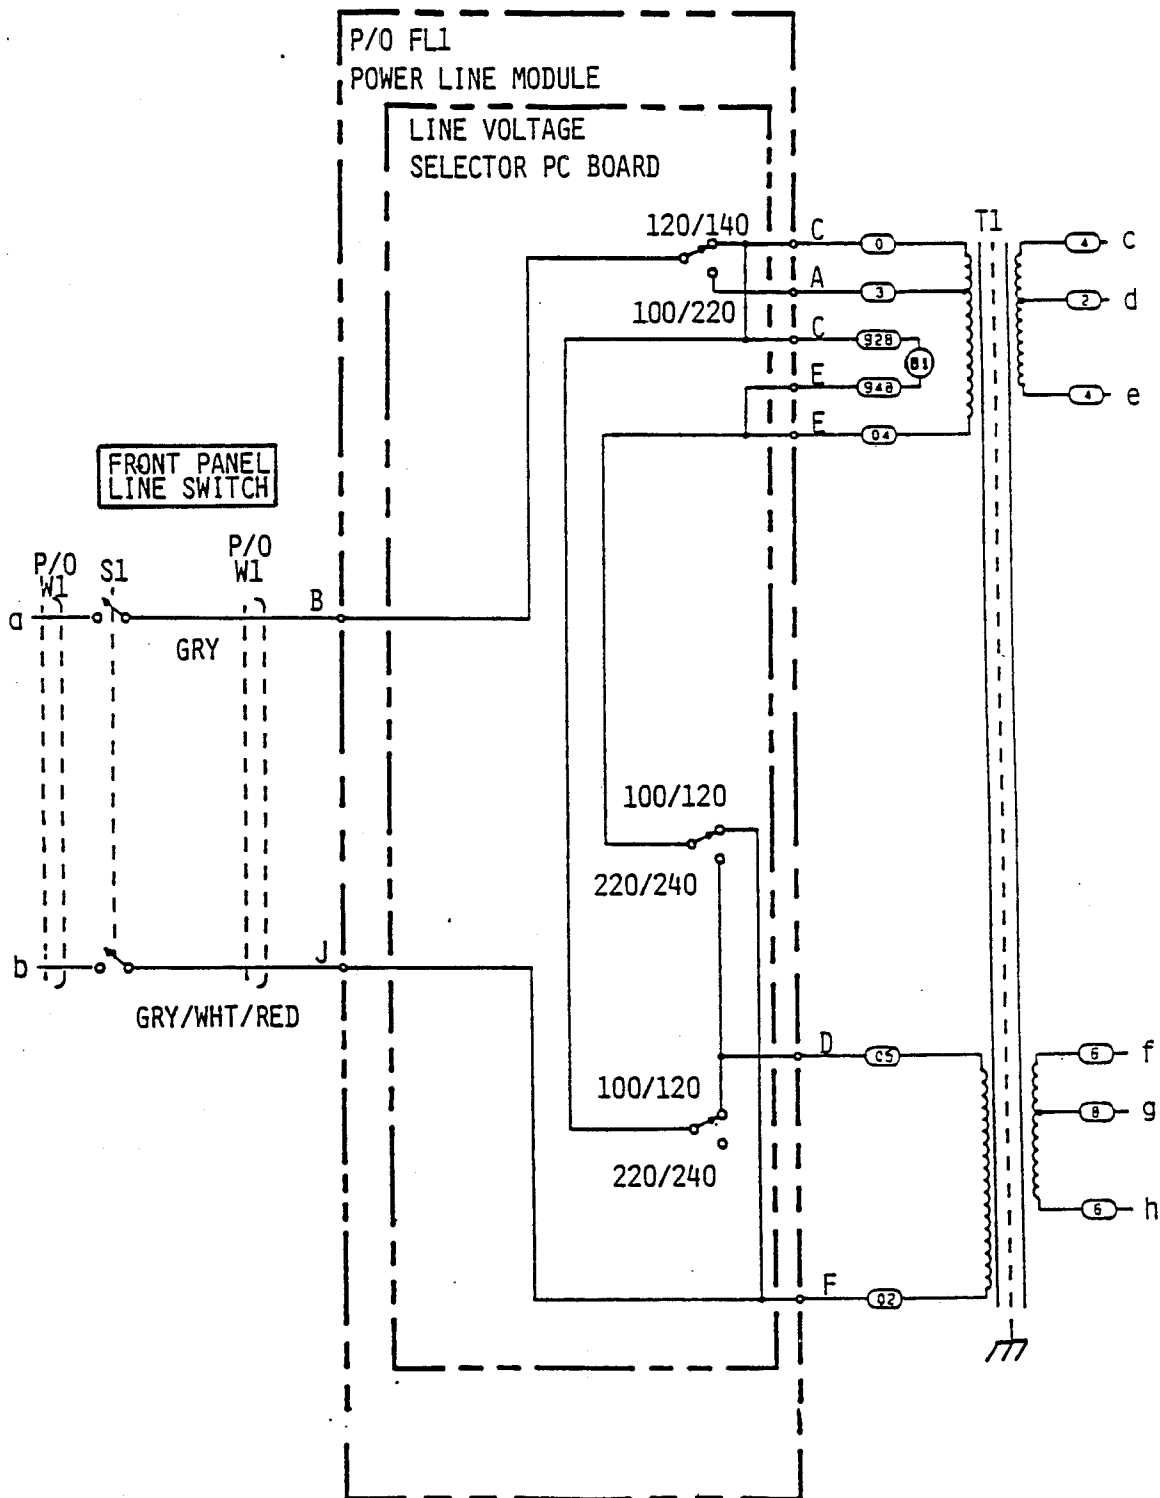 P/O FL1
POWER LINE MODULE
LINE VOLTAGE
SELECTOR PC BOARD
120/140
C
0
T1
4
c
A
3
2
d
100/220
C
928
B1
E
948
4
e
E
04
FRONT PANEL
LINE SWITCH
P/O
W1
S1
P/O
W1
a
B
GRY
100/120
220/240
b
J
GRY/WHT/RED
D
05
6
f
100/120
8
g
220/240
6
h
F
02